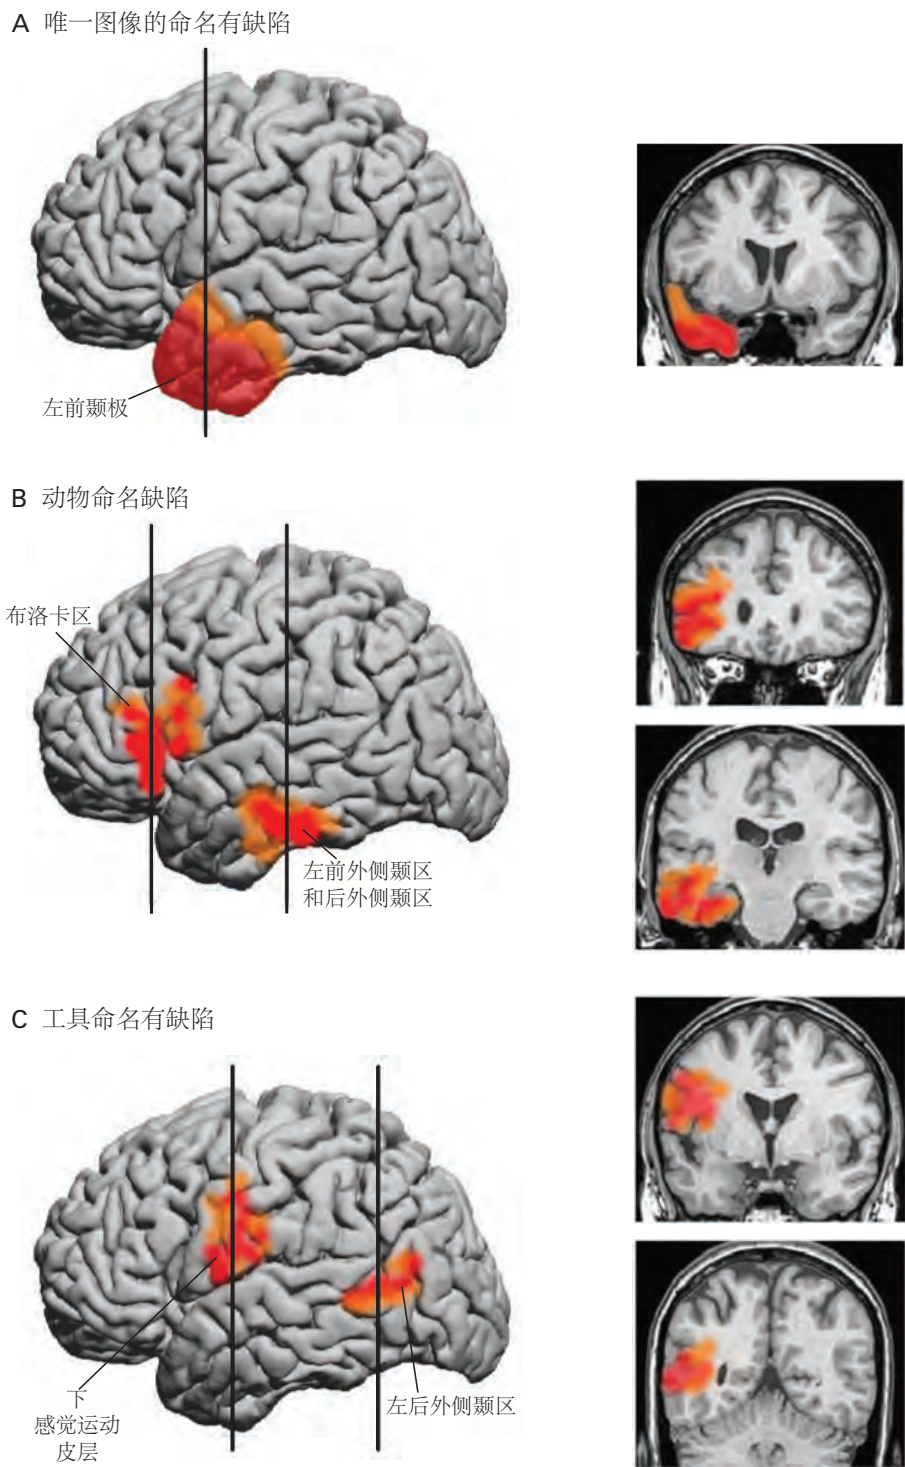 A 唯一图像的命名有缺陷
左前颞极
B 动物命名缺陷
布洛卡区
左前外侧颞区
和后外侧颞区
C 工具命名有缺陷
下
感觉运动
皮层
左后外侧颞区